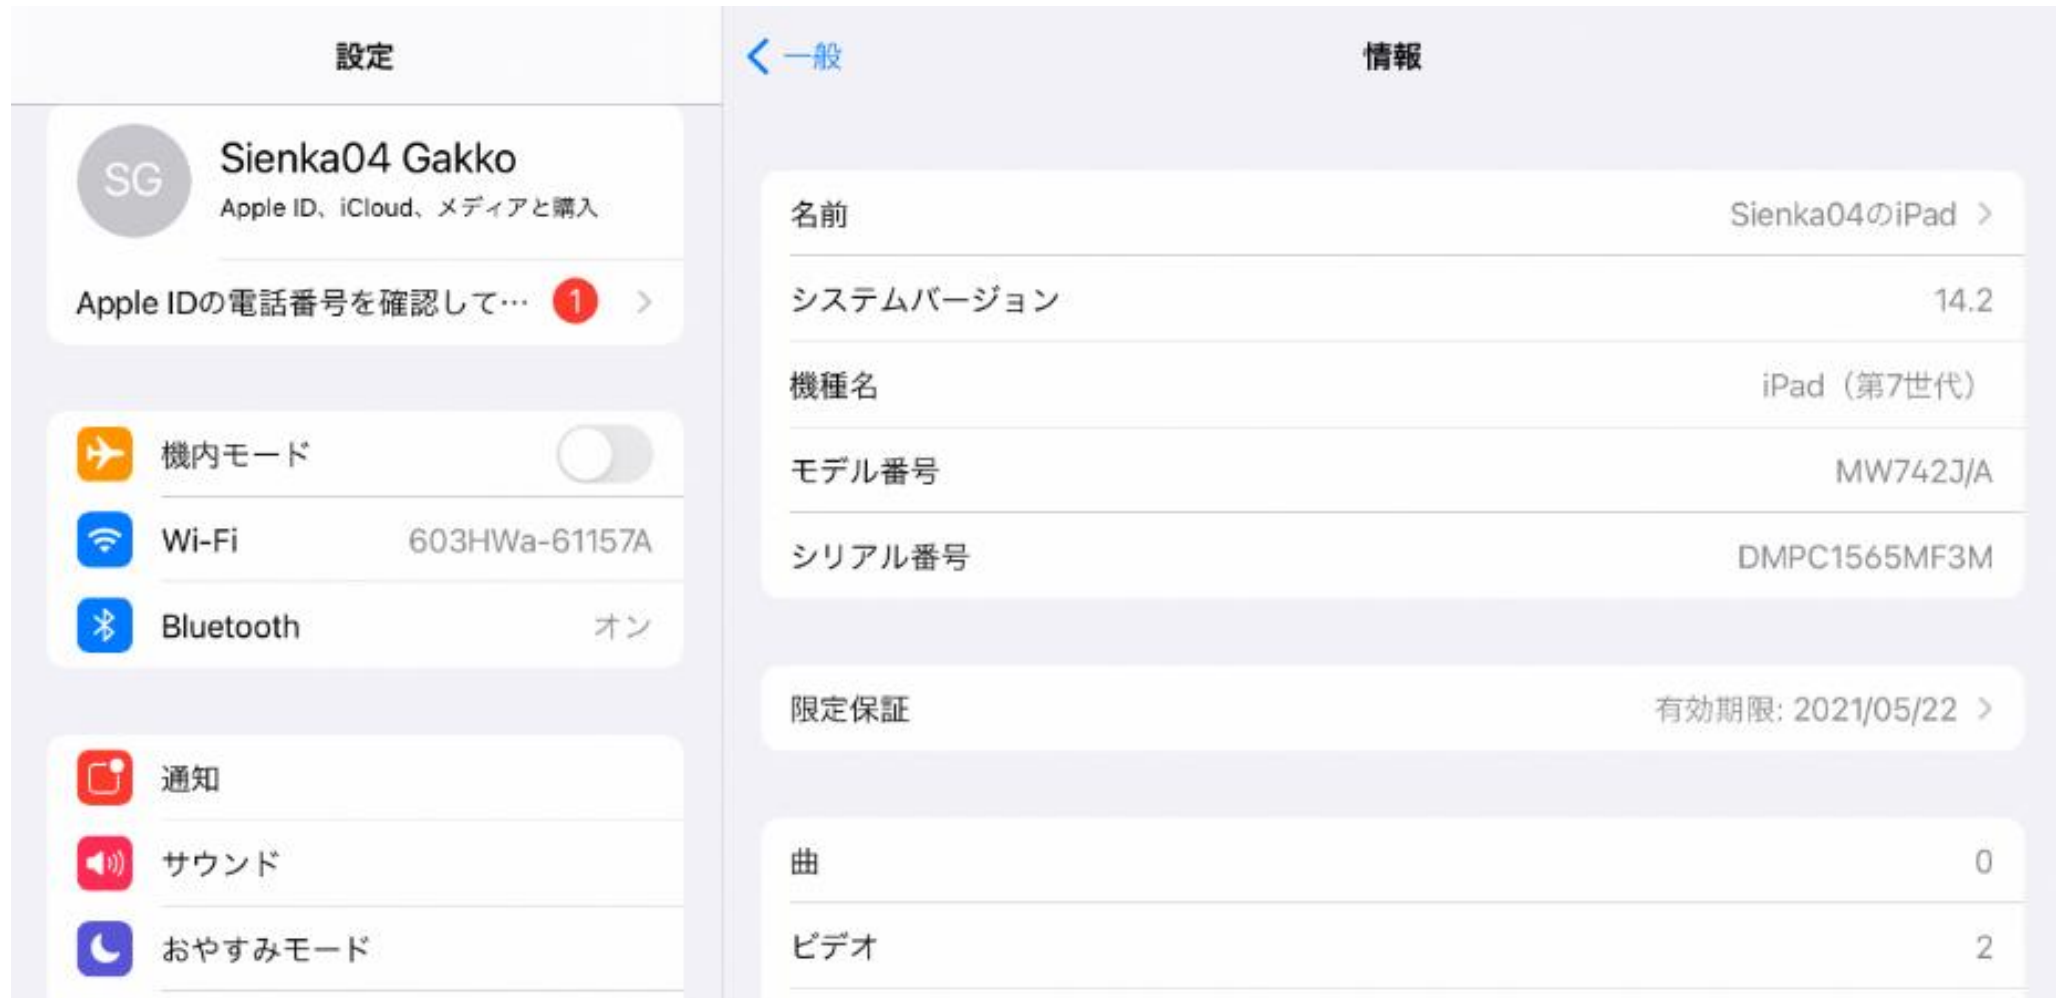 設定
SG
Sienka04 Gakko
Apple ID、iCloud、メディアと購入
Apple IDの電話番号を確認して…
1
機内モード
Wi-Fi 603HWa-61157A
Bluetooth オン
通知
サウンド
おやすみモード
一般
情報
名前 Sienka04のiPad
システムバージョン 14.2
機種名 iPad（第7世代）
モデル番号 MW742J/A
シリアル番号 DMPC1565MF3M
限定保証 有効期限: 2021/05/22
曲 0
ビデオ 2